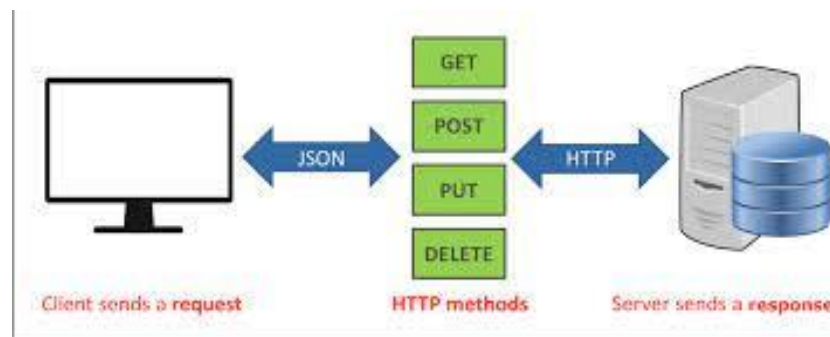 GET
POST
JSON
HTTP
PUT
DELETE
Client sends a request
HTTP methods
Server sends a response